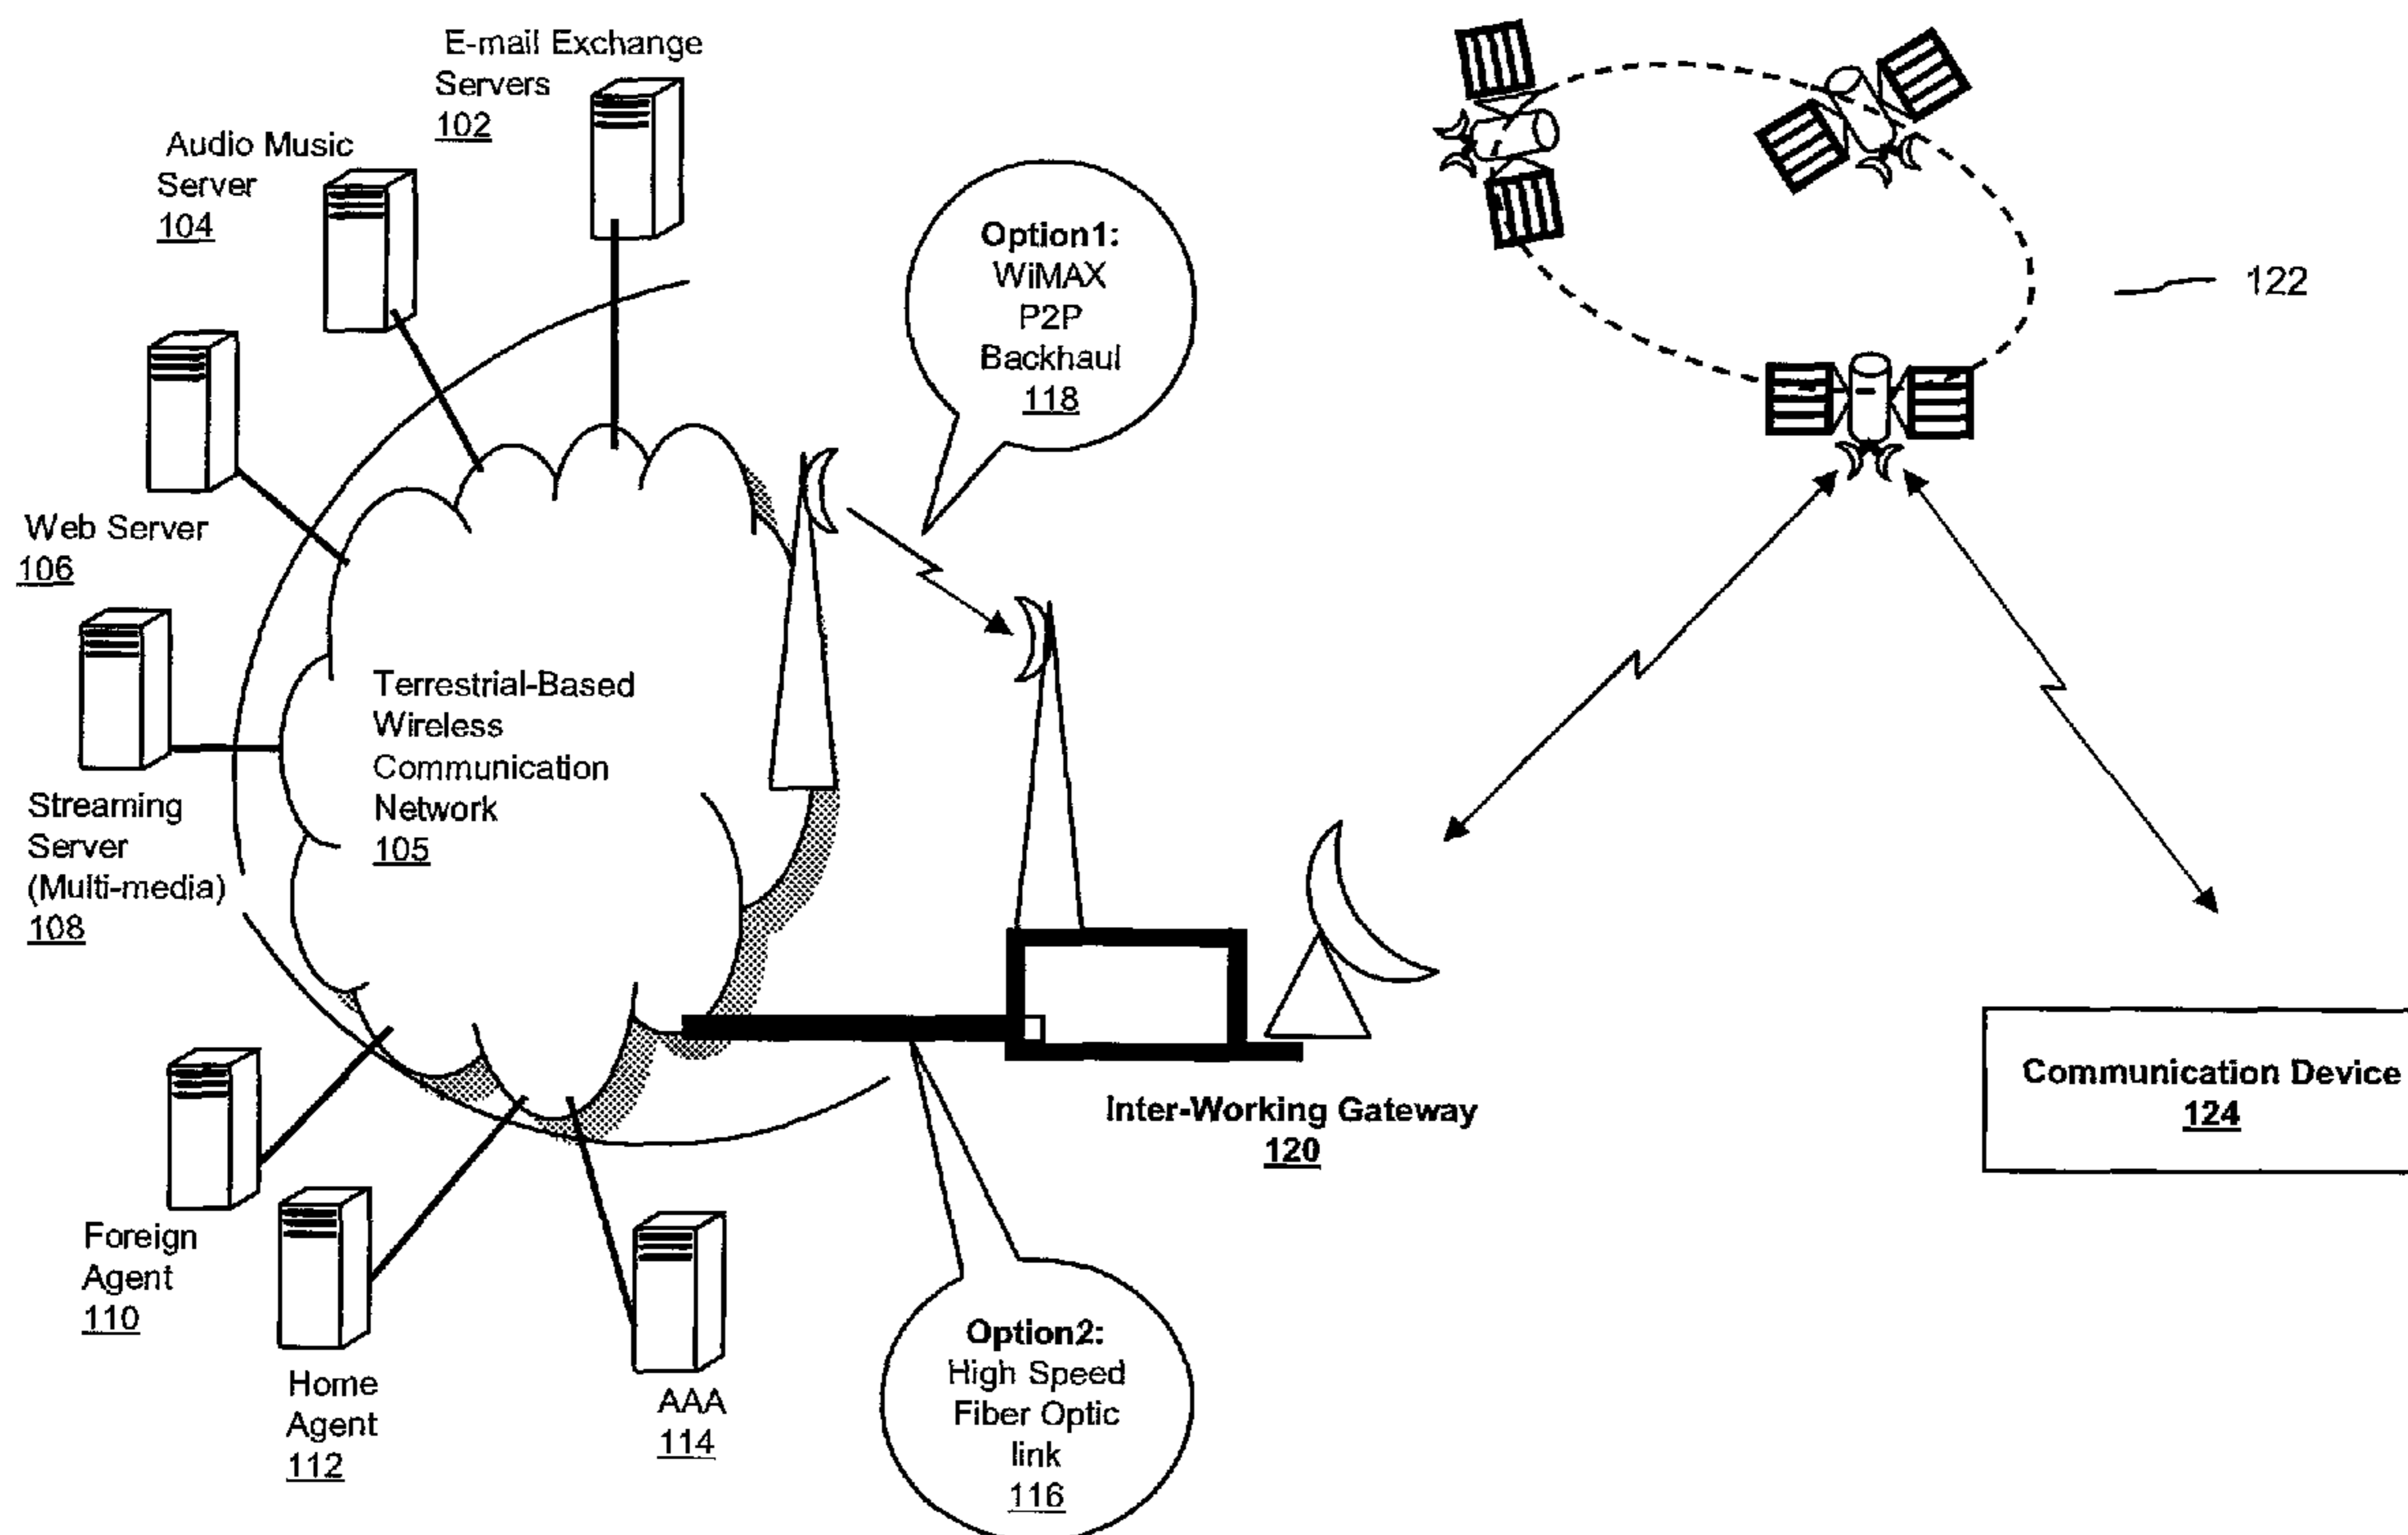 E-mail Exchange
Servers
102
Audio Music
Server
104
Option1:
WiMAX
P2P
Backhaul
118
122
Web Server
106
Terrestrial-Based
Wireless
Communication
Network
105
Streaming
Server
(Multi-media)
108
Communication Device
124
Inter-Working Gateway
120
Foreign
Agent
110
Home
Agent
112
AAA
114
Option2:
High Speed
Fiber Optic
link
116